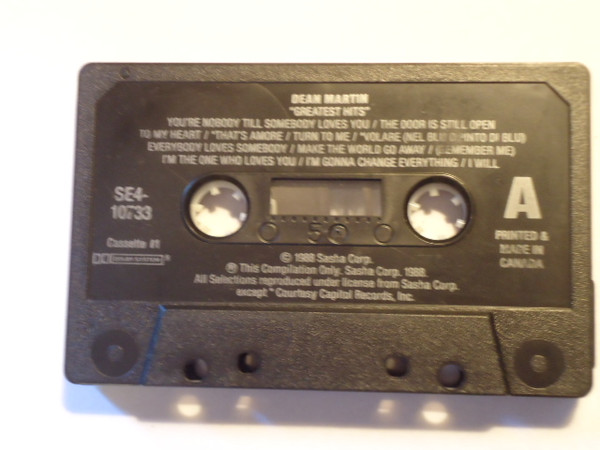 DEAN MARTIN
"GREATEST HITS"
YOU'RE NOBODY TILL SOMEBODY LOVES YOU / THE DOOR IS STILL OPEN
TO MY HEART / *THAT'S AMORE / TURN TO ME / *VOLARE (NEL BLU DIPINTO DI BLU)
EVERYBODY LOVES SOMEBODY / MAKE THE WORLD GO AWAY / (REMEMBER ME)
I'M THE ONE WHO LOVES YOU / I'M GONNA CHANGE EVERYTHING / I WILL
SE4-
10733
A
Cassette #1
DOLBY SYSTEM ®
PRINTED &
MADE IN
CANADA
50
© 1988 Sasha Corp.
℗ This Compilation Only. Sasha Corp. 1988.
All Selections reproduced under license from Sasha Corp.
except * Courtesy Capitol Records, Inc.